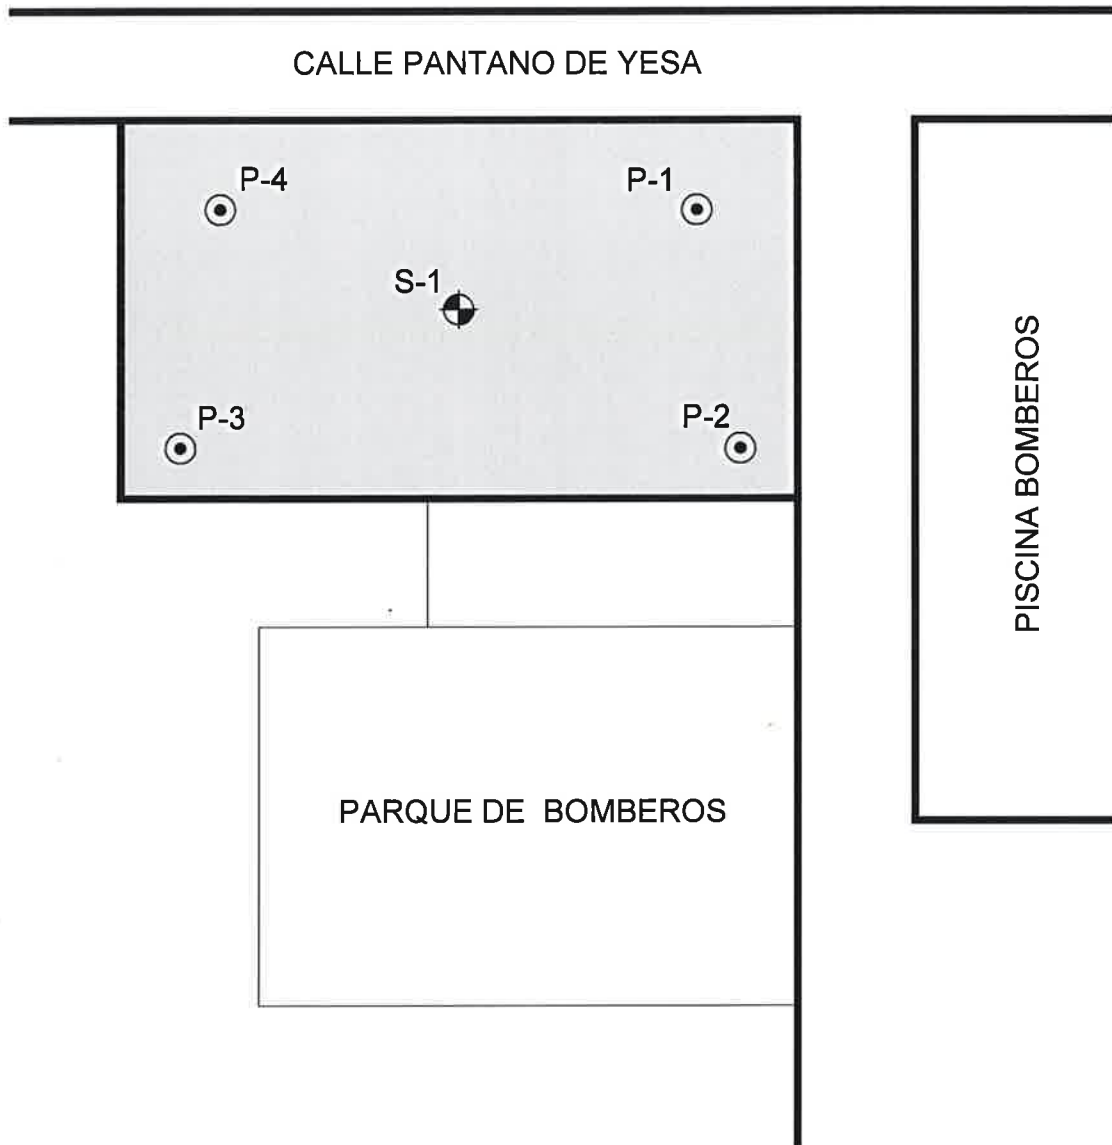 CALLE PANTANO DE YESA
P-4
P-1
S-1
P-3
P-2
PISCINA BOMBEROS
PARQUE DE BOMBEROS